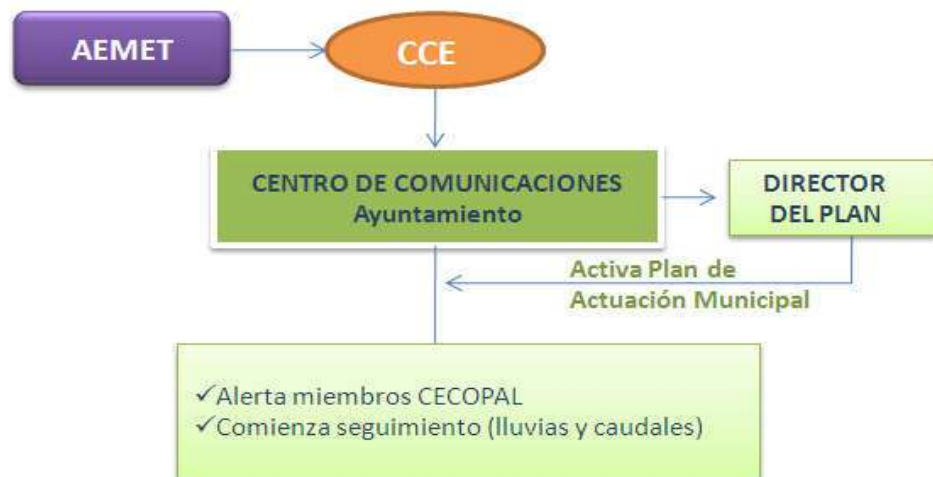 AEMET
CCE
CENTRO DE COMUNICACIONES
Ayuntamiento
DIRECTOR
DEL PLAN
Activa Plan de
Actuación Municipal
✓Alerta miembros CECOPAL
✓Comienza seguimiento (lluvias y caudales)